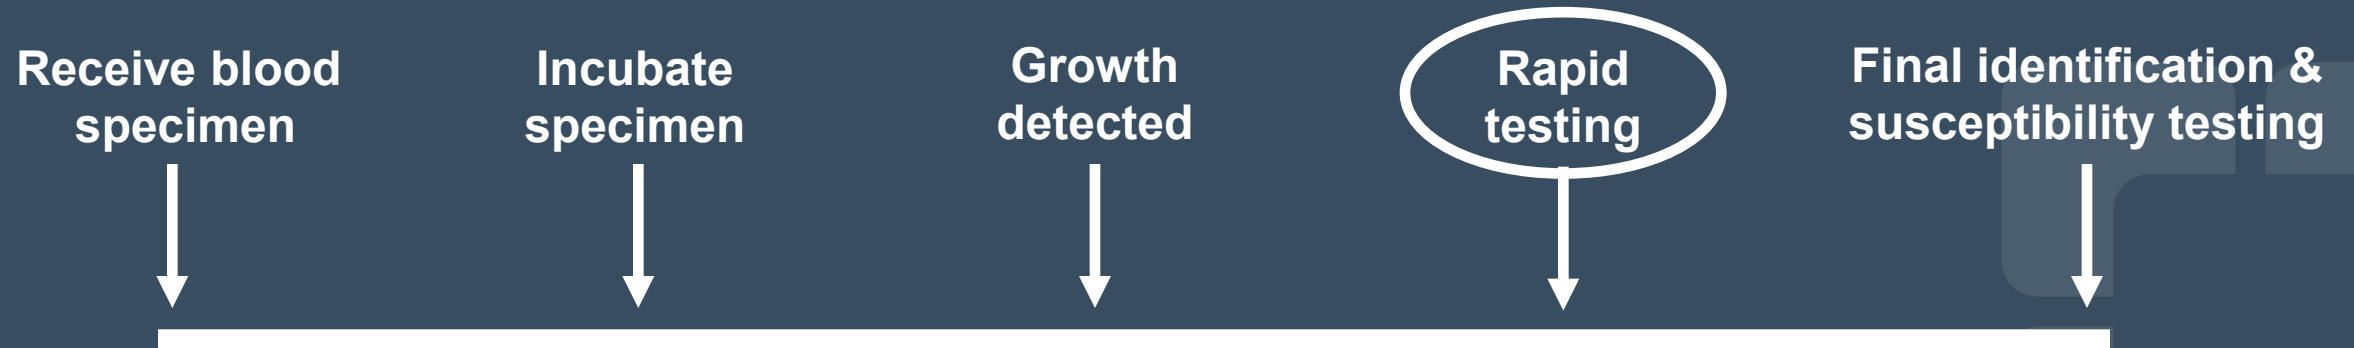 Receive blood
specimen
Incubate
specimen
Growth
detected
Rapid
testing
Final identification &
susceptibility testing